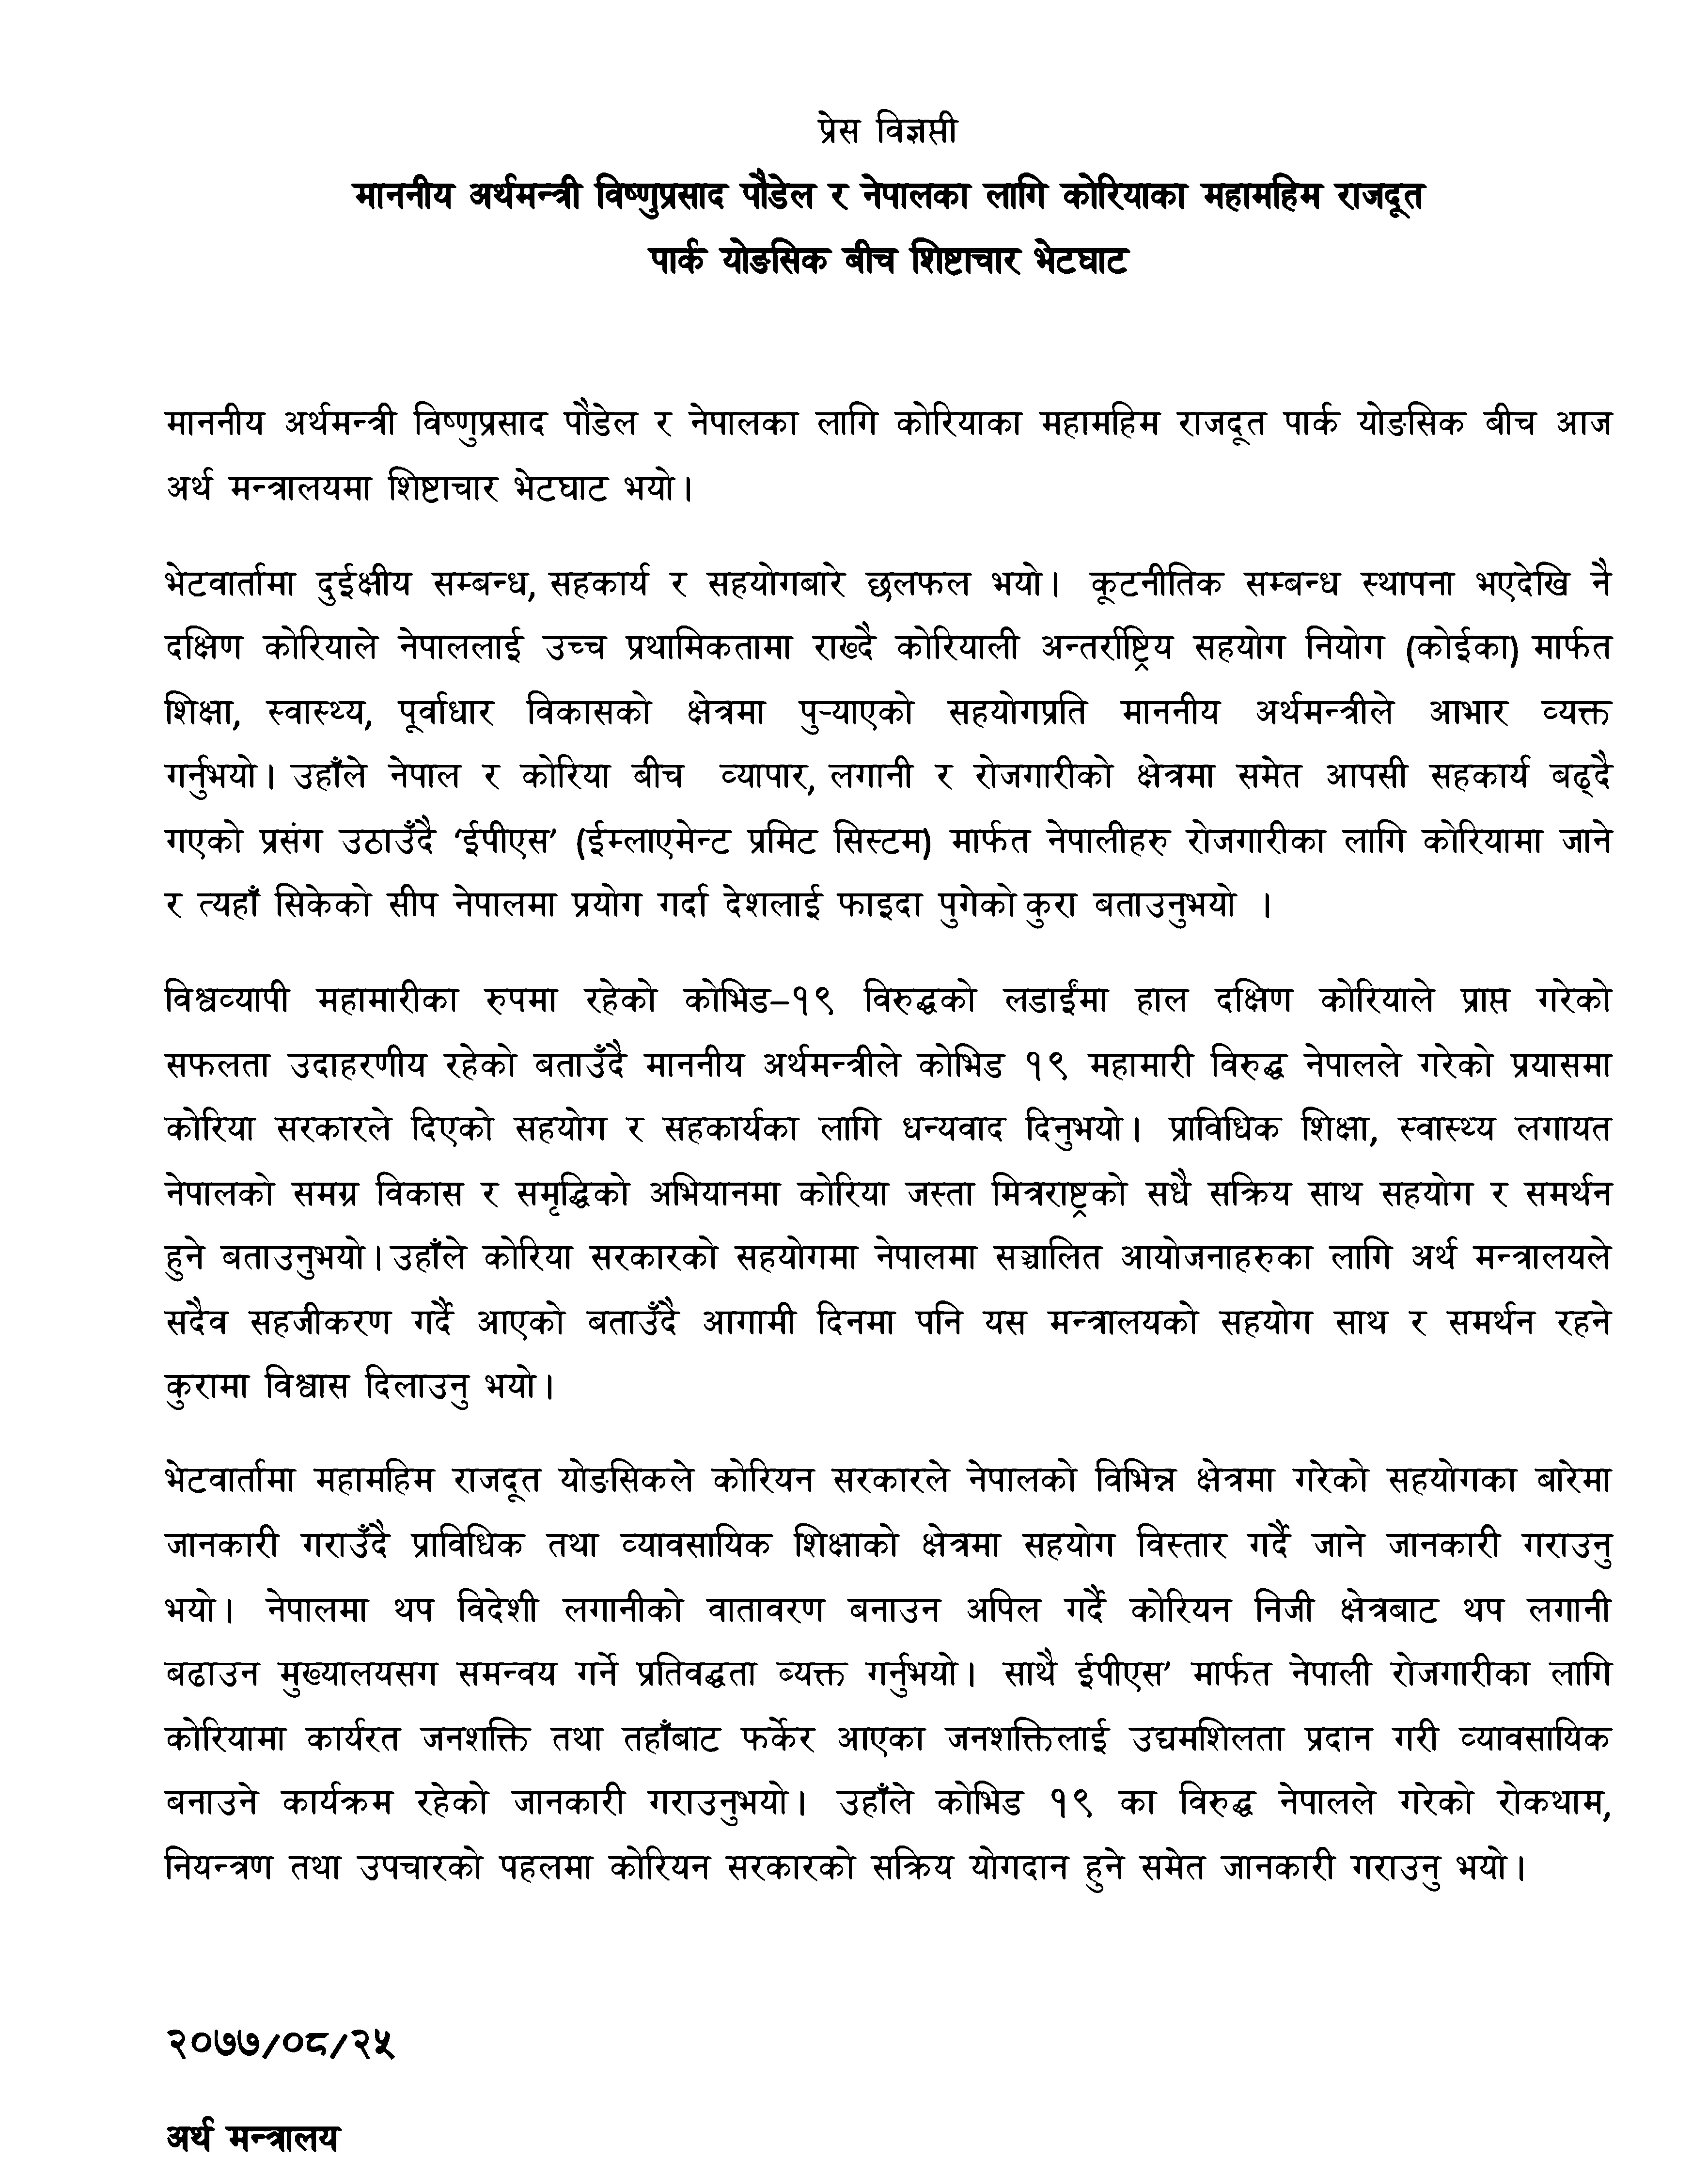 प्रेस विज्ञप्ती
माननीय अर्थमन्त्री विष्णुप्रसाद पौडेल र नेपालका लागि कोरियाका महामहिम राजदूत
पार्क योङसिक बीच शिष्टाचार भेटघाट
माननीय अर्थमन्त्री विष्णुप्रसाद पौडेल र नेपालका लागि कोरियाका महामहिम राजदूत पार्क योङसिक बीच आज
अर्थ मन्त्रालयमा शिष्टाचार भेटघाट भयो।
भेटवार्तामा दुईक्षीय सम्बन्ध, सहकार्य र सहयोगबारे छलफल भयो। कूटनीतिक सम्बन्ध स्थापना भएदेखि नै
दक्षिण कोरियाले नेपाललाई उच्च प्रथामिकतामा राख्दै कोरियाली अन्तर्राष्ट्रिय सहयोग नियोग (कोईका) मार्फत
शिक्षा, स्वास्थ्य, पूर्वाधार विकासको क्षेत्रमा पुर्‍याएको सहयोगप्रति माननीय अर्थमन्त्रीले आभार व्यक्त
गर्नुभयो। उहाँले नेपाल र कोरिया बीच व्यापार, लगानी र रोजगारीको क्षेत्रमा समेत आपसी सहकार्य बढ्दै
गएको प्रसंग उठाउँदै ‘ईपीएस’ (ईम्लाएमेन्ट प्रमिट सिस्टम) मार्फत नेपालीहरु रोजगारीका लागि कोरियामा जाने
र त्यहाँ सिकेको सीप नेपालमा प्रयोग गर्दा देशलाई फाइदा पुगेको कुरा बताउनुभयो ।
विश्वव्यापी महामारीका रुपमा रहेको कोभिड–१९ विरुद्धको लडाईंमा हाल दक्षिण कोरियाले प्राप्त गरेको
सफलता उदाहरणीय रहेको बताउँदै माननीय अर्थमन्त्रीले कोभिड १९ महामारी विरुद्ध नेपालले गरेको प्रयासमा
कोरिया सरकारले दिएको सहयोग र सहकार्यका लागि धन्यवाद दिनुभयो। प्राविधिक शिक्षा, स्वास्थ्य लगायत
नेपालको समग्र विकास र समृद्धिको अभियानमा कोरिया जस्ता मित्रराष्ट्रको सधै सक्रिय साथ सहयोग र समर्थन
हुने बताउनुभयो। उहाँले कोरिया सरकारको सहयोगमा नेपालमा सञ्चालित आयोजनाहरुका लागि अर्थ मन्त्रालयले
सदैव सहजीकरण गर्दै आएको बताउँदै आगामी दिनमा पनि यस मन्त्रालयको सहयोग साथ र समर्थन रहने
कुरामा विश्वास दिलाउनु भयो।
भेटवार्तामा महामहिम राजदूत योङसिकले कोरियन सरकारले नेपालको विभिन्न क्षेत्रमा गरेको सहयोगका बारेमा
जानकारी गराउँदै प्राविधिक तथा व्यावसायिक शिक्षाको क्षेत्रमा सहयोग विस्तार गर्दै जाने जानकारी गराउनु
भयो। नेपालमा थप विदेशी लगानीको वातावरण बनाउन अपिल गर्दै कोरियन निजी क्षेत्रबाट थप लगानी
बढाउन मुख्यालयसग समन्वय गर्ने प्रतिवद्धता ब्यक्त गर्नुभयो। साथै ईपीएस’ मार्फत नेपाली रोजगारीका लागि
कोरियामा कार्यरत जनशक्ति तथा तहाँबाट फर्केर आएका जनशक्तिलाई उद्यमशिलता प्रदान गरी व्यावसायिक
बनाउने कार्यक्रम रहेको जानकारी गराउनुभयो। उहाँले कोभिड १९ का विरुद्ध नेपालले गरेको रोकथाम,
नियन्त्रण तथा उपचारको पहलमा कोरियन सरकारको सक्रिय योगदान हुने समेत जानकारी गराउनु भयो।
२०७७/०८/२५
अर्थ मन्त्रालय